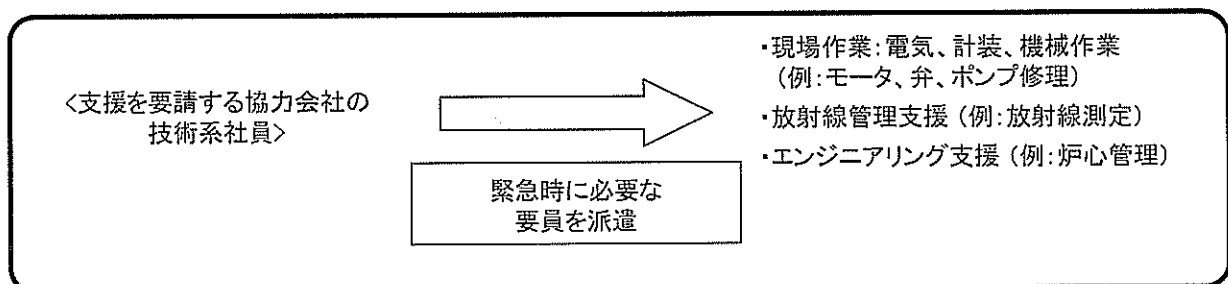 <支援を要請する協力会社の
技術系社員>
緊急時に必要な
要員を派遣
・現場作業：電気、計装、機械作業
（例：モータ、弁、ポンプ修理）
・放射線管理支援（例：放射線測定）
・エンジニアリング支援（例：炉心管理）